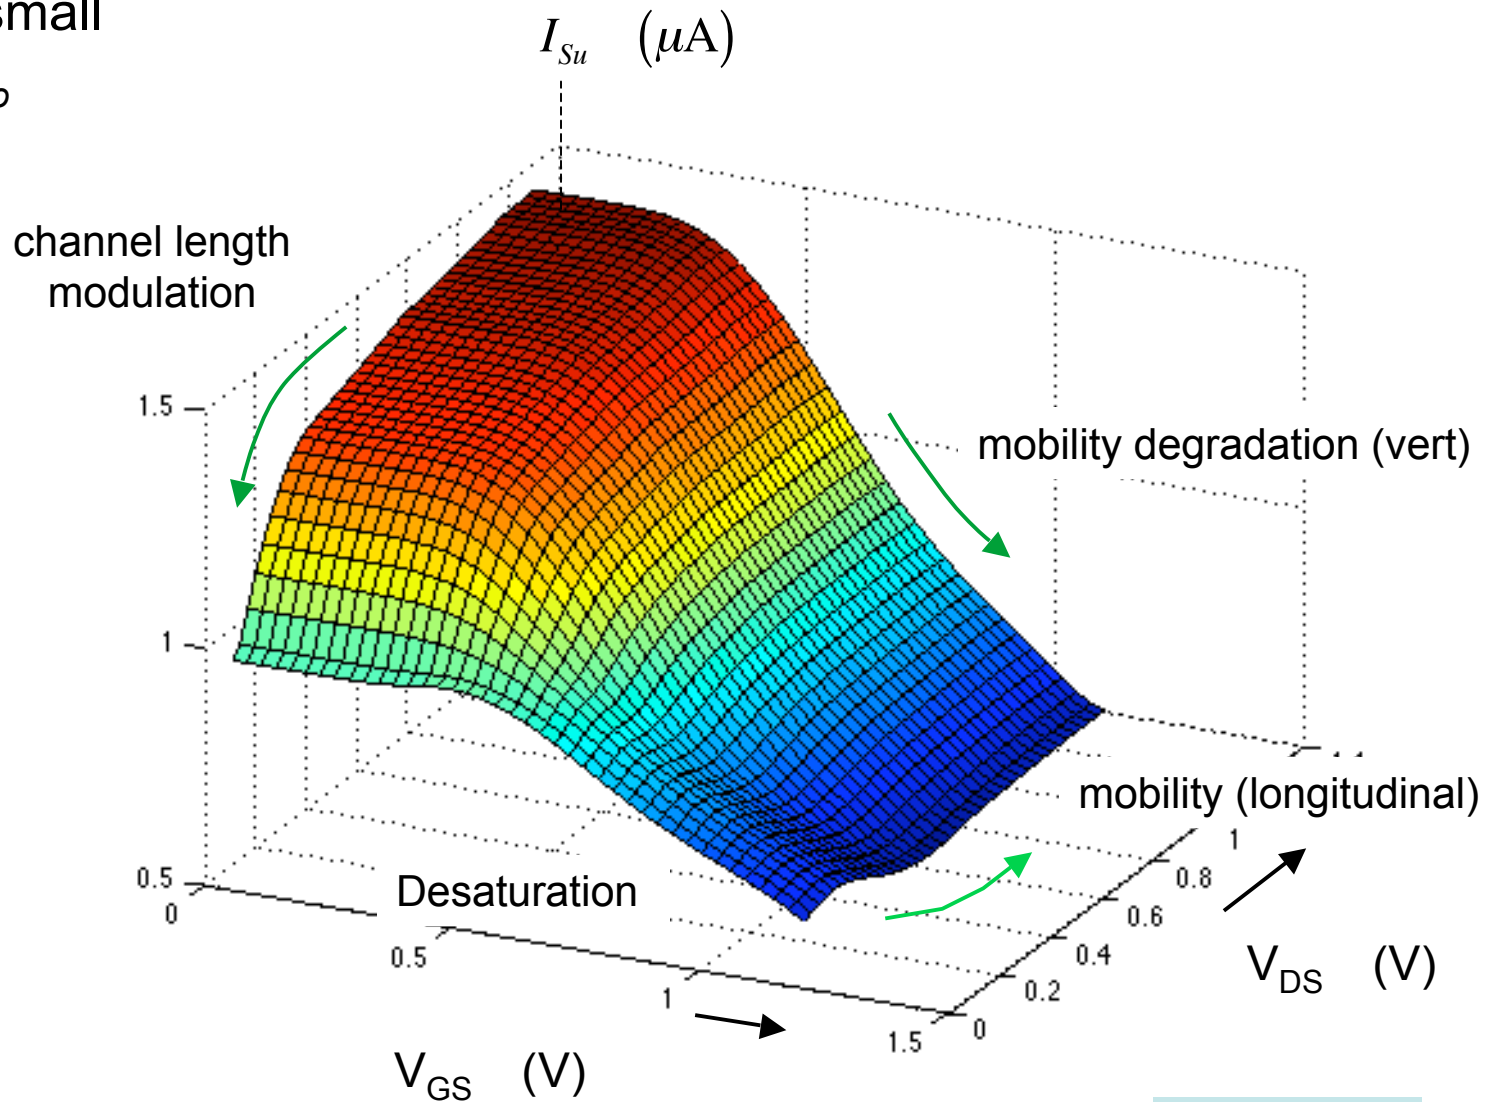 small
I_Su (μA)
channel length
modulation
1.5
mobility degradation (vert)
1
mobility (longitudinal)
1
0.5
Desaturation
0.8
0
0.6
0.5
0.4
V_DS (V)
1
0.2
1.5
0
V_GS (V)